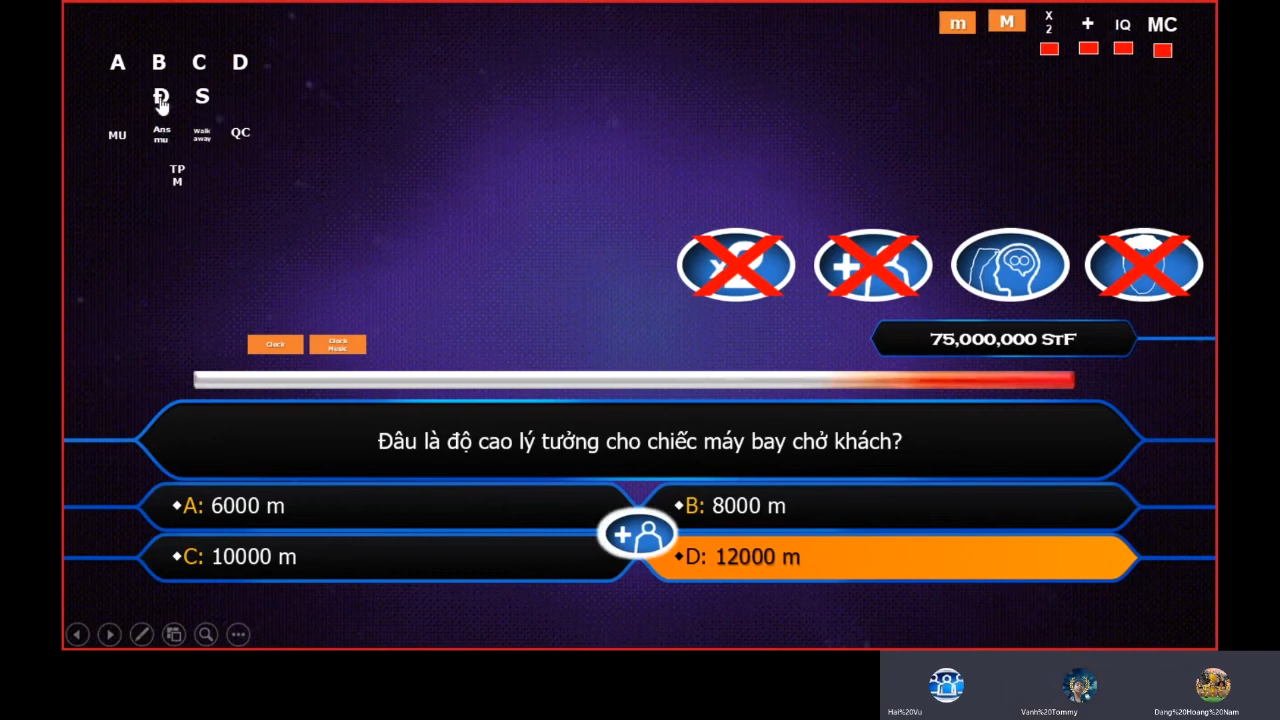 A B C D
Đ S
MU Ans mu Walk away QC
TP M
m M X 2 + IQ MC
x2
+
75,000,000 STF
Clock Clock Music
Đâu là độ cao lý tưởng cho chiếc máy bay chở khách?
A: 6000 m
B: 8000 m
C: 10000 m
D: 12000 m
+
Hai%20Vu Vanh%20Tommy Dang%20Hoang%20Nam